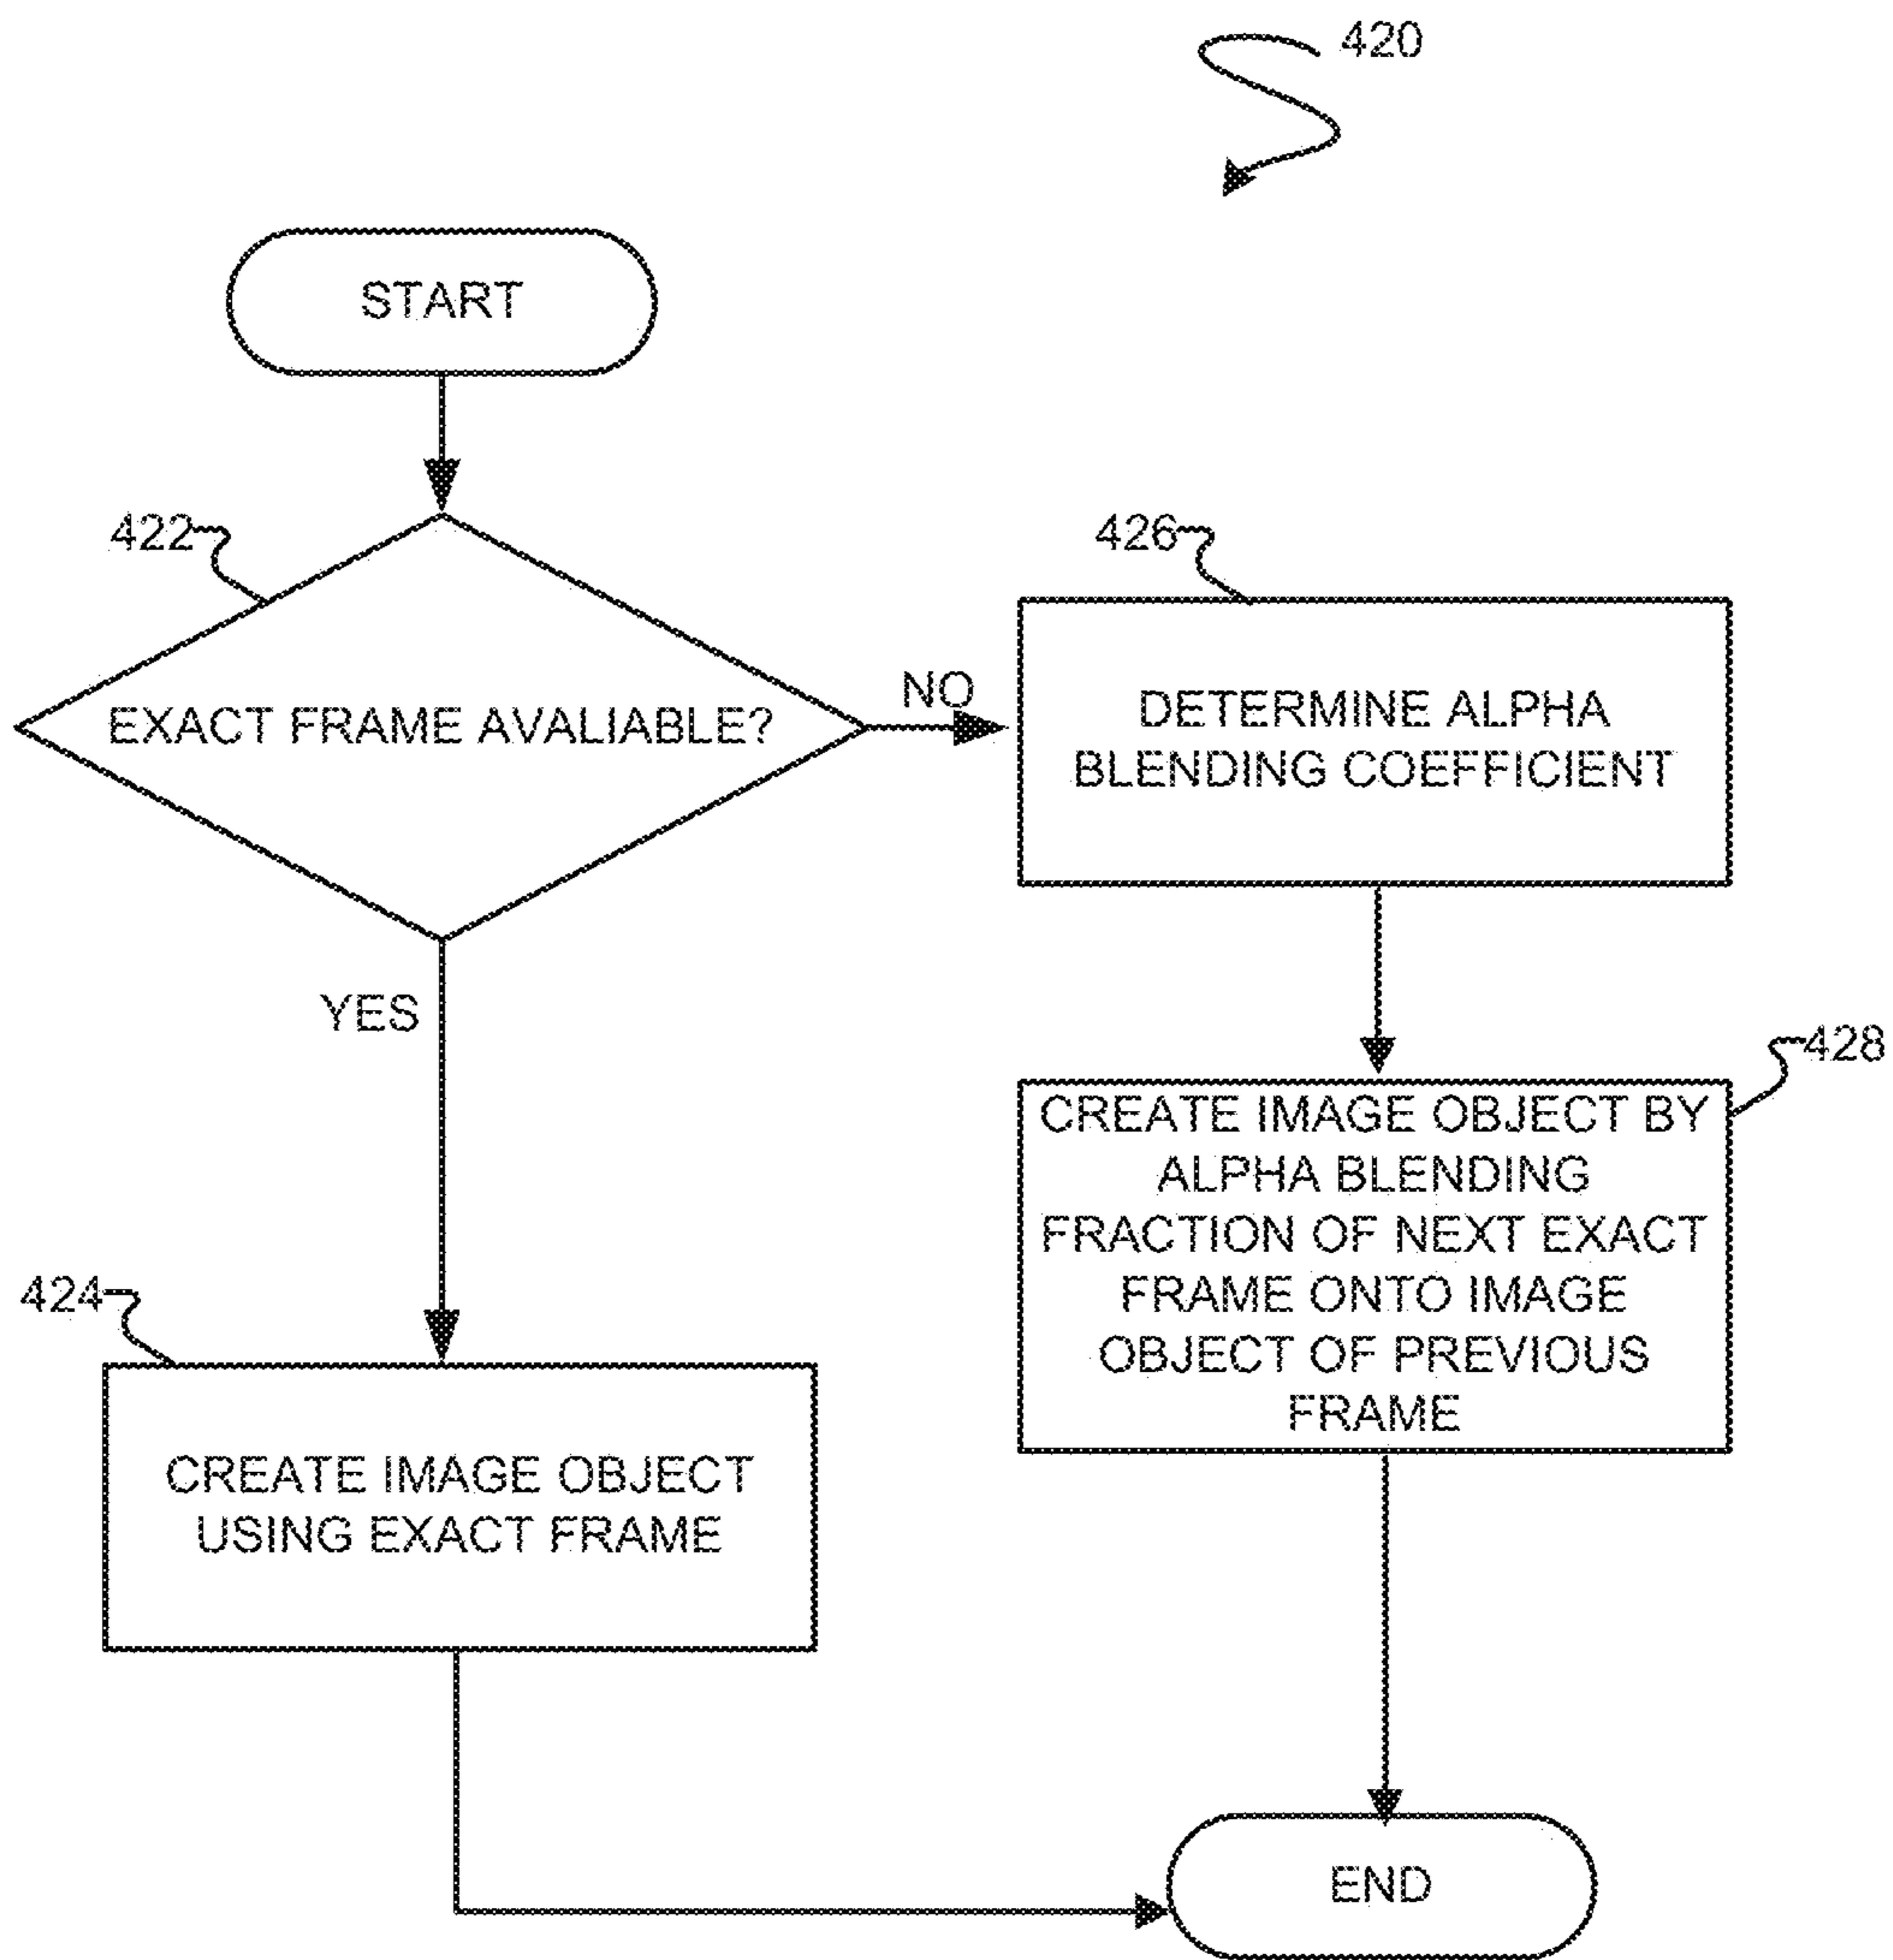 420
START
422
EXACT FRAME AVALIABLE?
NO
YES
426
DETERMINE ALPHA
BLENDING COEFFICIENT
428
CREATE IMAGE OBJECT BY
ALPHA BLENDING
FRACTION OF NEXT EXACT
FRAME ONTO IMAGE
OBJECT OF PREVIOUS
FRAME
424
CREATE IMAGE OBJECT
USING EXACT FRAME
END